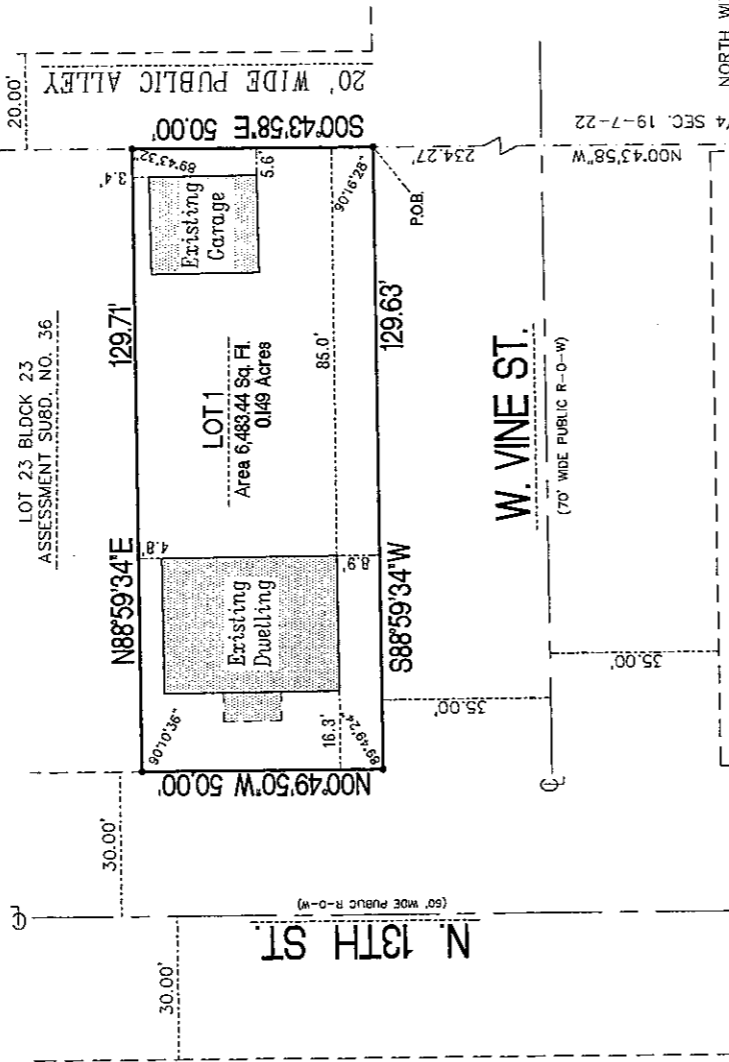 20.00'
20' WIDE PUBLIC ALLEY
NORTH
/4 SEC. 19-7-22
N00°43'58"W
234.27'
S00°43'58"E 50.00'
LOT 23 BLOCK 23
ASSESSMENT SUBD. NO. 36
N88°59'34"E
129.71'
3.4'
89°43'32"
5.6'
90°16'28"
Existing
Garage
P.O.B.
LOT 1
Area 6,483.44 Sq. Ft.
0.149 Acres
85.0'
129.63'
S88°59'34"W
4.8'
8.9'
Existing
Dwelling
90°10'36"
16.3'
89°49'24"
N00°49'50"W 50.00'
W. VINE ST.
(70' WIDE PUBLIC R-O-W)
35.00'
35.00'
30.00'
30.00'
N. 13TH ST.
(60' WIDE PUBLIC R-O-W)